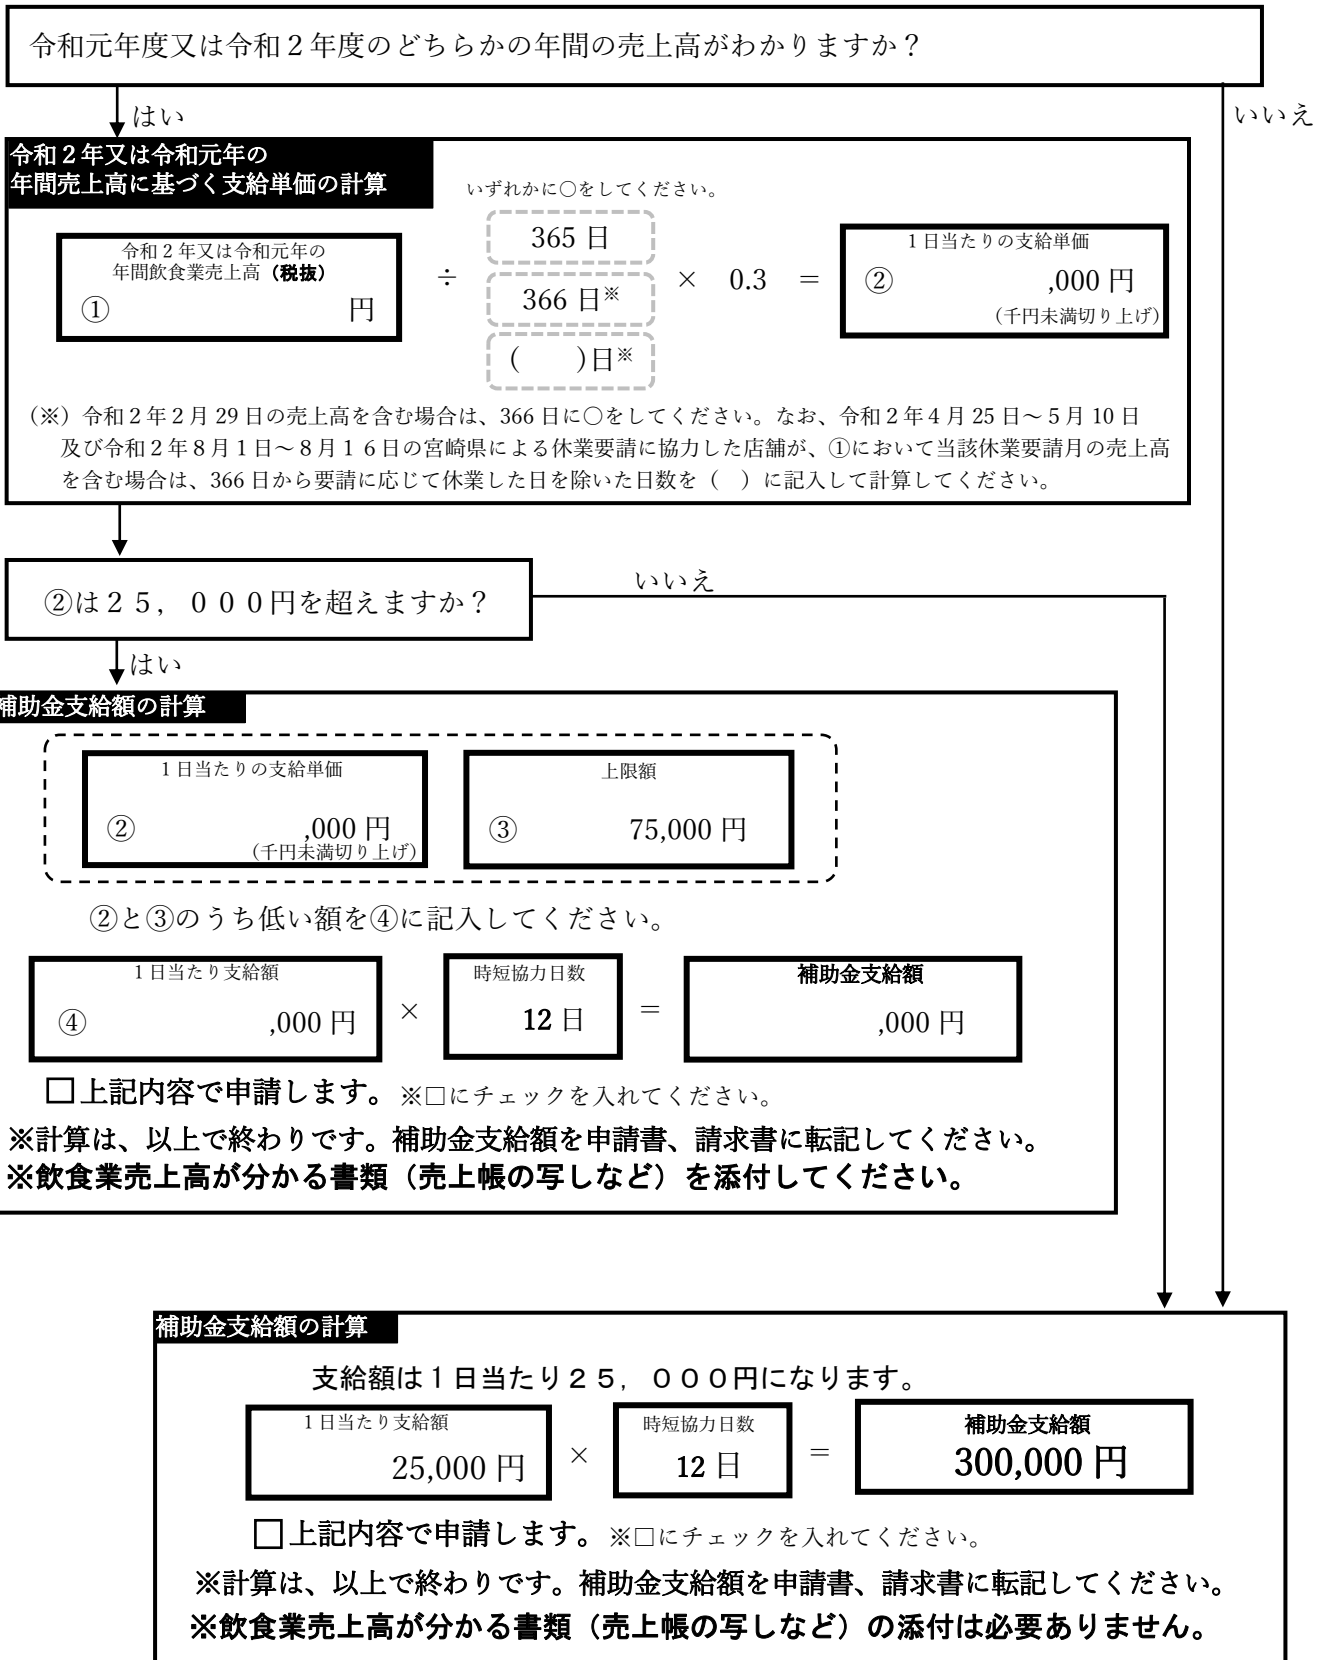 令和元年度又は令和２年度のどちらかの年間の売上高がわかりますか？
はい
いいえ
令和２年又は令和元年の
年間売上高に基づく支給単価の計算
いずれかに○をしてください。
令和２年又は令和元年の
年間飲食業売上高（税抜）
① 円
÷
365 日
366 日※
(　　)日※
× 0.3 ＝
１日当たりの支給単価
② ,000 円
（千円未満切り上げ）
（※）令和２年２月 29 日の売上高を含む場合は、366 日に○をしてください。なお、令和２年４月 25 日～５月 10 日
及び令和２年８月１日～８月１６日の宮崎県による休業要請に協力した店舗が、①において当該休業要請月の売上高
を含む場合は、366 日から要請に応じて休業した日を除いた日数を（　）に記入して計算してください。
②は２５，０００円を超えますか？
いいえ
はい
補助金支給額の計算
１日当たりの支給単価
② ,000 円
（千円未満切り上げ）
上限額
③ 75,000 円
②と③のうち低い額を④に記入してください。
１日当たり支給額
④ ,000 円
×
時短協力日数
12 日
＝
補助金支給額
,000 円
□上記内容で申請します。※□にチェックを入れてください。
※計算は、以上で終わりです。補助金支給額を申請書、請求書に転記してください。
※飲食業売上高が分かる書類（売上帳の写しなど）を添付してください。
補助金支給額の計算
支給額は１日当たり２５，０００円になります。
１日当たり支給額
25,000 円
×
時短協力日数
12 日
＝
補助金支給額
300,000 円
□上記内容で申請します。※□にチェックを入れてください。
※計算は、以上で終わりです。補助金支給額を申請書、請求書に転記してください。
※飲食業売上高が分かる書類（売上帳の写しなど）の添付は必要ありません。